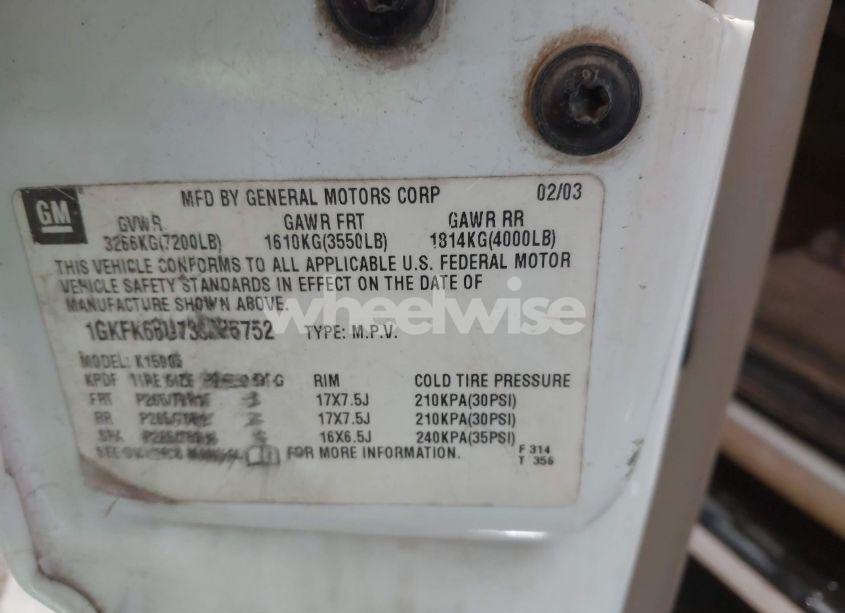 GM
MFD BY GENERAL MOTORS CORP 02/03
GVWR GAWR FRT GAWR RR
3266KG(7200LB) 1610KG(3550LB) 1814KG(4000LB)
THIS VEHICLE CONFORMS TO ALL APPLICABLE U.S. FEDERAL MOTOR
VEHICLE SAFETY STANDARDS IN EFFECT ON THE DATE OF
MANUFACTURE SHOWN ABOVE.
wheelwise
TYPE: M.P.V.
MODEL:
KPDF TIRE SIZE RIM COLD TIRE PRESSURE
FRT 17X7.5J 210KPA(30PSI)
RR 17X7.5J 210KPA(30PSI)
SPA 16X6.5J 240KPA(35PSI)
FOR MORE INFORMATION.
F 314
T 356